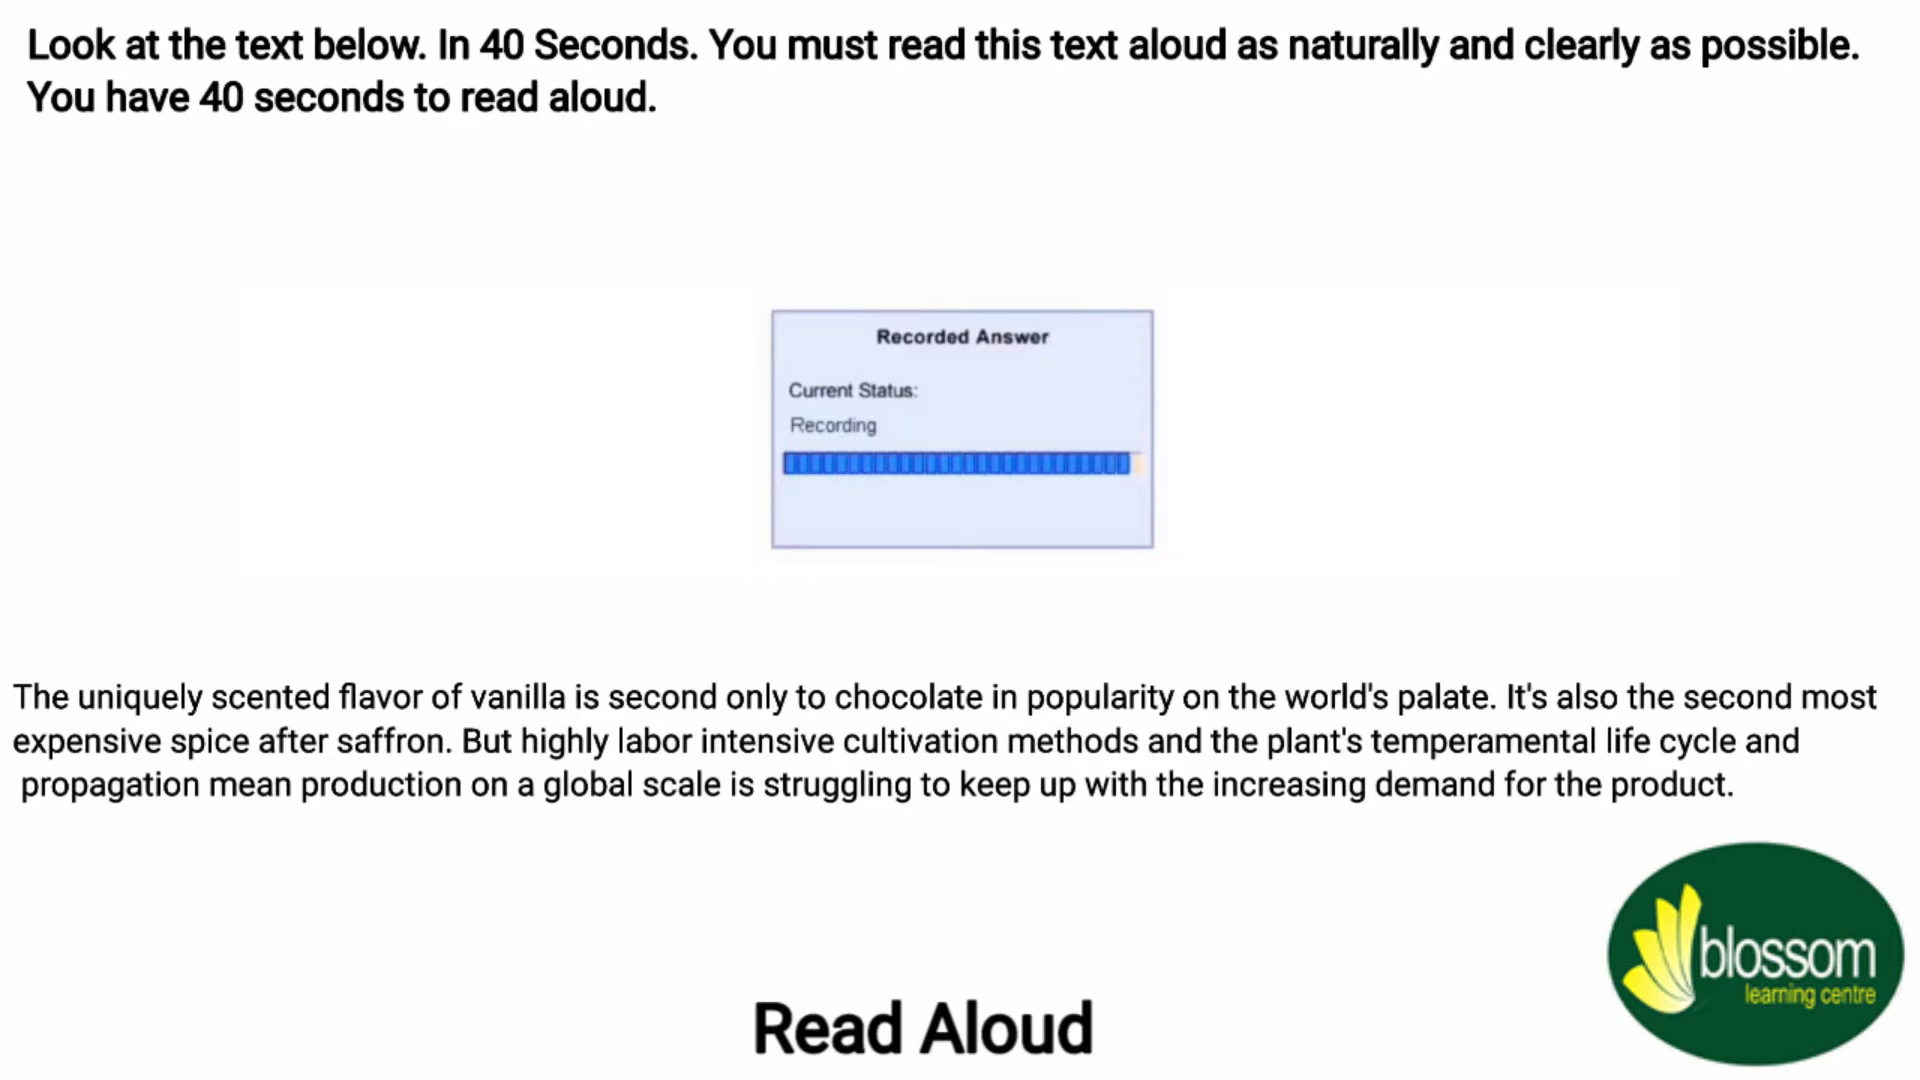 Look at the text below. In 40 Seconds. You must read this text aloud as naturally and clearly as possible.
You have 40 seconds to read aloud.
Recorded Answer
Current Status:
Recording
The uniquely scented flavor of vanilla is second only to chocolate in popularity on the world's palate. It's also the second most
expensive spice after saffron. But highly labor intensive cultivation methods and the plant's temperamental life cycle and
propagation mean production on a global scale is struggling to keep up with the increasing demand for the product.
blossom
learning centre
Read Aloud